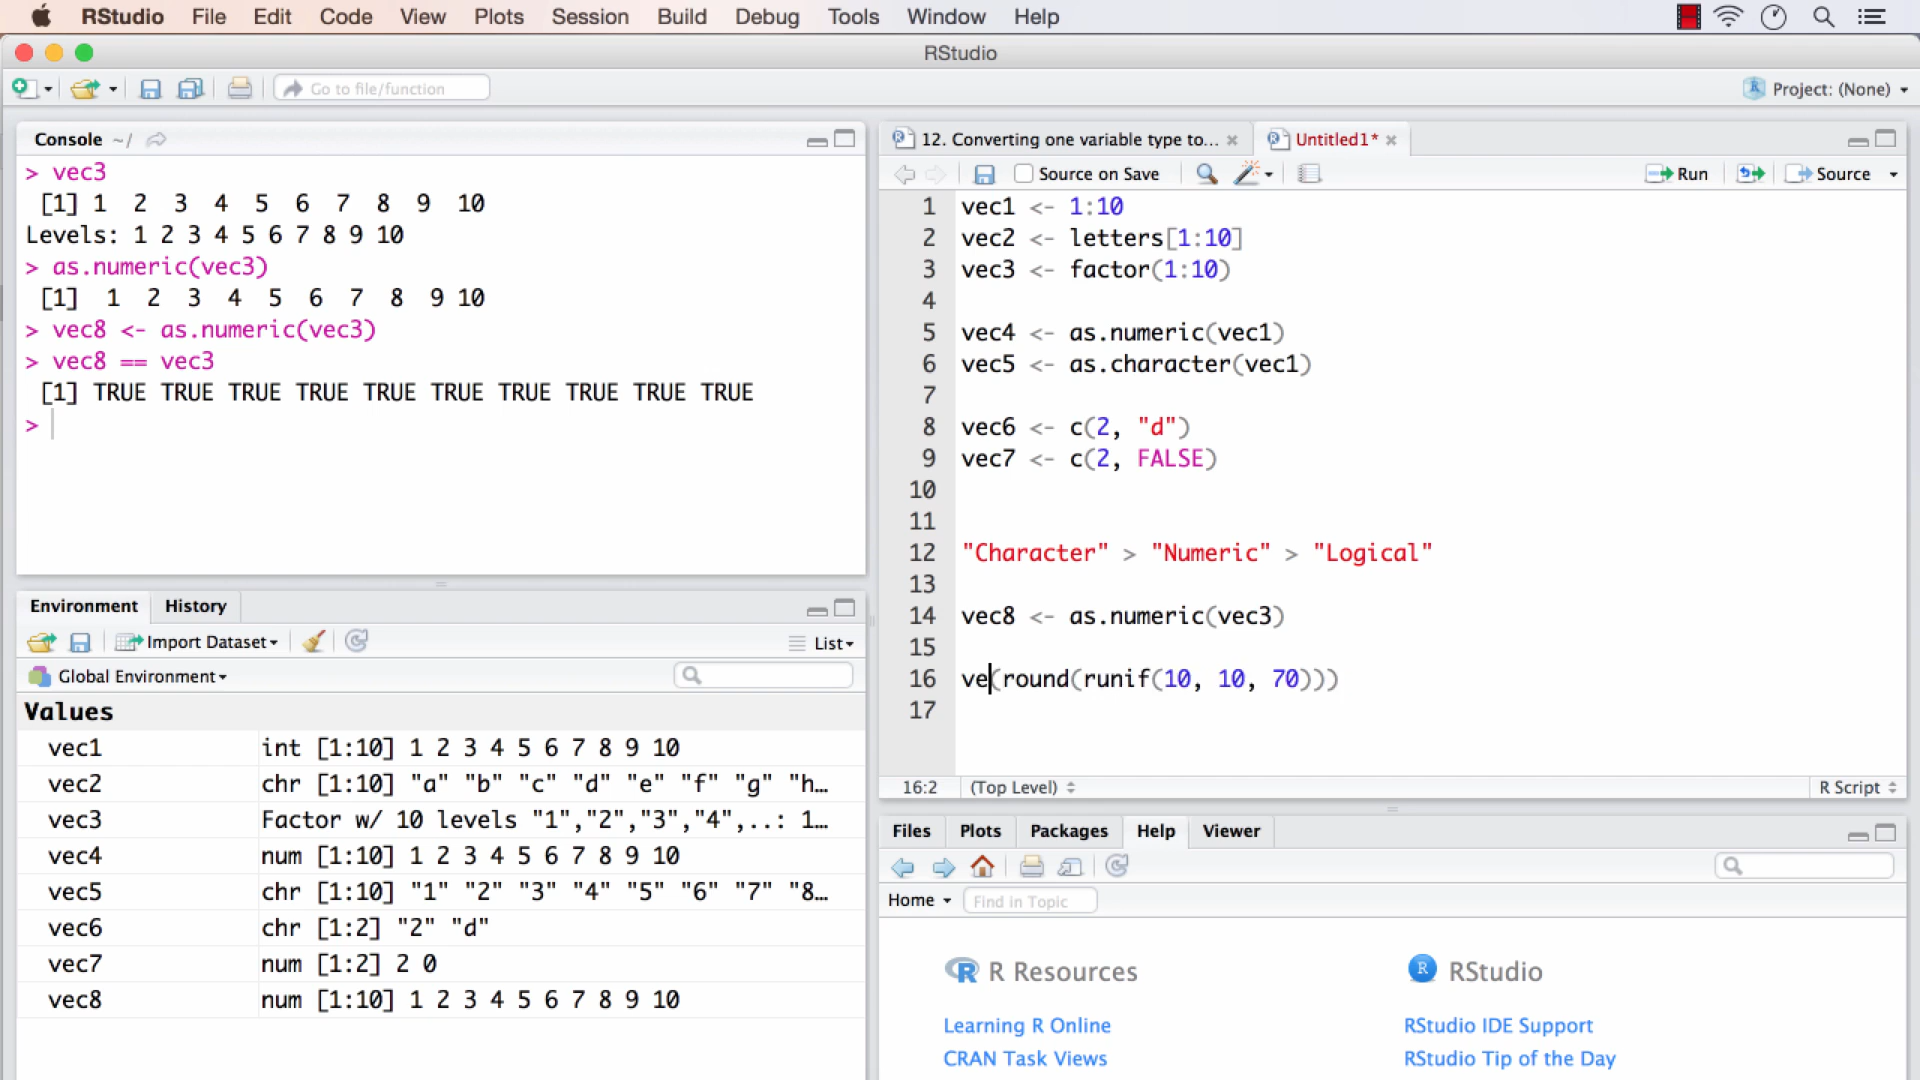 RStudio File Edit Code View Plots Session Build Debug Tools Window Help
RStudio
Go to file/function
Project: (None)
Console ~/
> vec3
[1] 1 2 3 4 5 6 7 8 9 10
Levels: 1 2 3 4 5 6 7 8 9 10
> as.numeric(vec3)
[1] 1 2 3 4 5 6 7 8 9 10
> vec8 <- as.numeric(vec3)
> vec8 == vec3
[1] TRUE TRUE TRUE TRUE TRUE TRUE TRUE TRUE TRUE TRUE
>
Environment History
Import Dataset
List
Global Environment
Values
vec1 int [1:10] 1 2 3 4 5 6 7 8 9 10
vec2 chr [1:10] "a" "b" "c" "d" "e" "f" "g" "h…
vec3 Factor w/ 10 levels "1","2","3","4",..: 1…
vec4 num [1:10] 1 2 3 4 5 6 7 8 9 10
vec5 chr [1:10] "1" "2" "3" "4" "5" "6" "7" "8…
vec6 chr [1:2] "2" "d"
vec7 num [1:2] 2 0
vec8 num [1:10] 1 2 3 4 5 6 7 8 9 10
12. Converting one variable type to... Untitled1*
Source on Save Run Source
1 vec1 <- 1:10
2 vec2 <- letters[1:10]
3 vec3 <- factor(1:10)
4
5 vec4 <- as.numeric(vec1)
6 vec5 <- as.character(vec1)
7
8 vec6 <- c(2, "d")
9 vec7 <- c(2, FALSE)
10
11
12 "Character" > "Numeric" > "Logical"
13
14 vec8 <- as.numeric(vec3)
15
16 ve(round(runif(10, 10, 70)))
17
16:2 (Top Level) R Script
Files Plots Packages Help Viewer
Home Find in Topic
R Resources
Learning R Online
CRAN Task Views
R RStudio
RStudio IDE Support
RStudio Tip of the Day